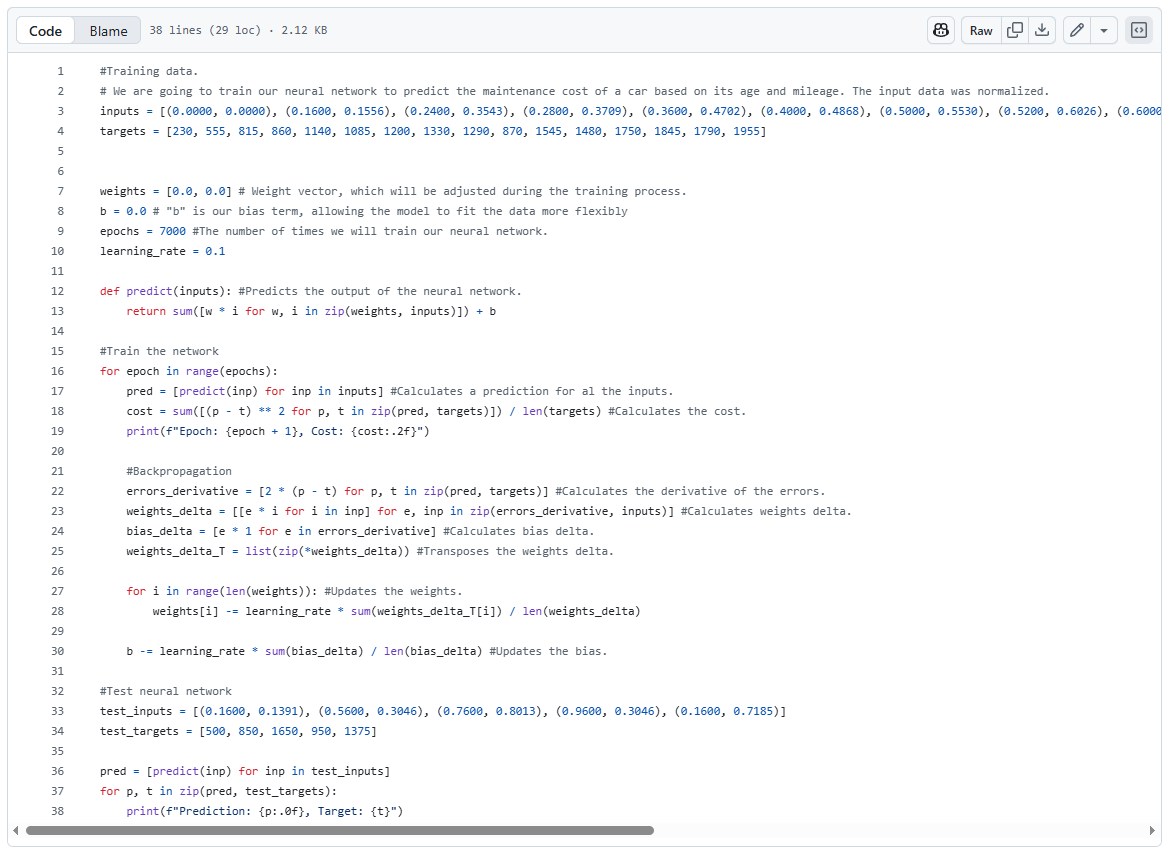 Code Blame 38 lines (29 loc) · 2.12 KB Raw
1 #Training data.
2 # We are going to train our neural network to predict the maintenance cost of a car based on its age and mileage. The input data was normalized.
3 inputs = [(0.0000, 0.0000), (0.1600, 0.1556), (0.2400, 0.3543), (0.2800, 0.3709), (0.3600, 0.4702), (0.4000, 0.4868), (0.5000, 0.5530), (0.5200, 0.6026), (0.6000
4 targets = [230, 555, 815, 860, 1140, 1085, 1200, 1330, 1290, 870, 1545, 1480, 1750, 1845, 1790, 1955]
5
6
7 weights = [0.0, 0.0] # Weight vector, which will be adjusted during the training process.
8 b = 0.0 # "b" is our bias term, allowing the model to fit the data more flexibly
9 epochs = 7000 #The number of times we will train our neural network.
10 learning_rate = 0.1
11
12 def predict(inputs): #Predicts the output of the neural network.
13     return sum([w * i for w, i in zip(weights, inputs)]) + b
14
15 #Train the network
16 for epoch in range(epochs):
17     pred = [predict(inp) for inp in inputs] #Calculates a prediction for al the inputs.
18     cost = sum([(p - t) ** 2 for p, t in zip(pred, targets)]) / len(targets) #Calculates the cost.
19     print(f"Epoch: {epoch + 1}, Cost: {cost:.2f}")
20
21     #Backpropagation
22     errors_derivative = [2 * (p - t) for p, t in zip(pred, targets)] #Calculates the derivative of the errors.
23     weights_delta = [[e * i for i in inp] for e, inp in zip(errors_derivative, inputs)] #Calculates weights delta.
24     bias_delta = [e * 1 for e in errors_derivative] #Calculates bias delta.
25     weights_delta_T = list(zip(*weights_delta)) #Transposes the weights delta.
26
27     for i in range(len(weights)): #Updates the weights.
28         weights[i] -= learning_rate * sum(weights_delta_T[i]) / len(weights_delta)
29
30     b -= learning_rate * sum(bias_delta) / len(bias_delta) #Updates the bias.
31
32 #Test neural network
33 test_inputs = [(0.1600, 0.1391), (0.5600, 0.3046), (0.7600, 0.8013), (0.9600, 0.3046), (0.1600, 0.7185)]
34 test_targets = [500, 850, 1650, 950, 1375]
35
36 pred = [predict(inp) for inp in test_inputs]
37 for p, t in zip(pred, test_targets):
38     print(f"Prediction: {p:.0f}, Target: {t}")